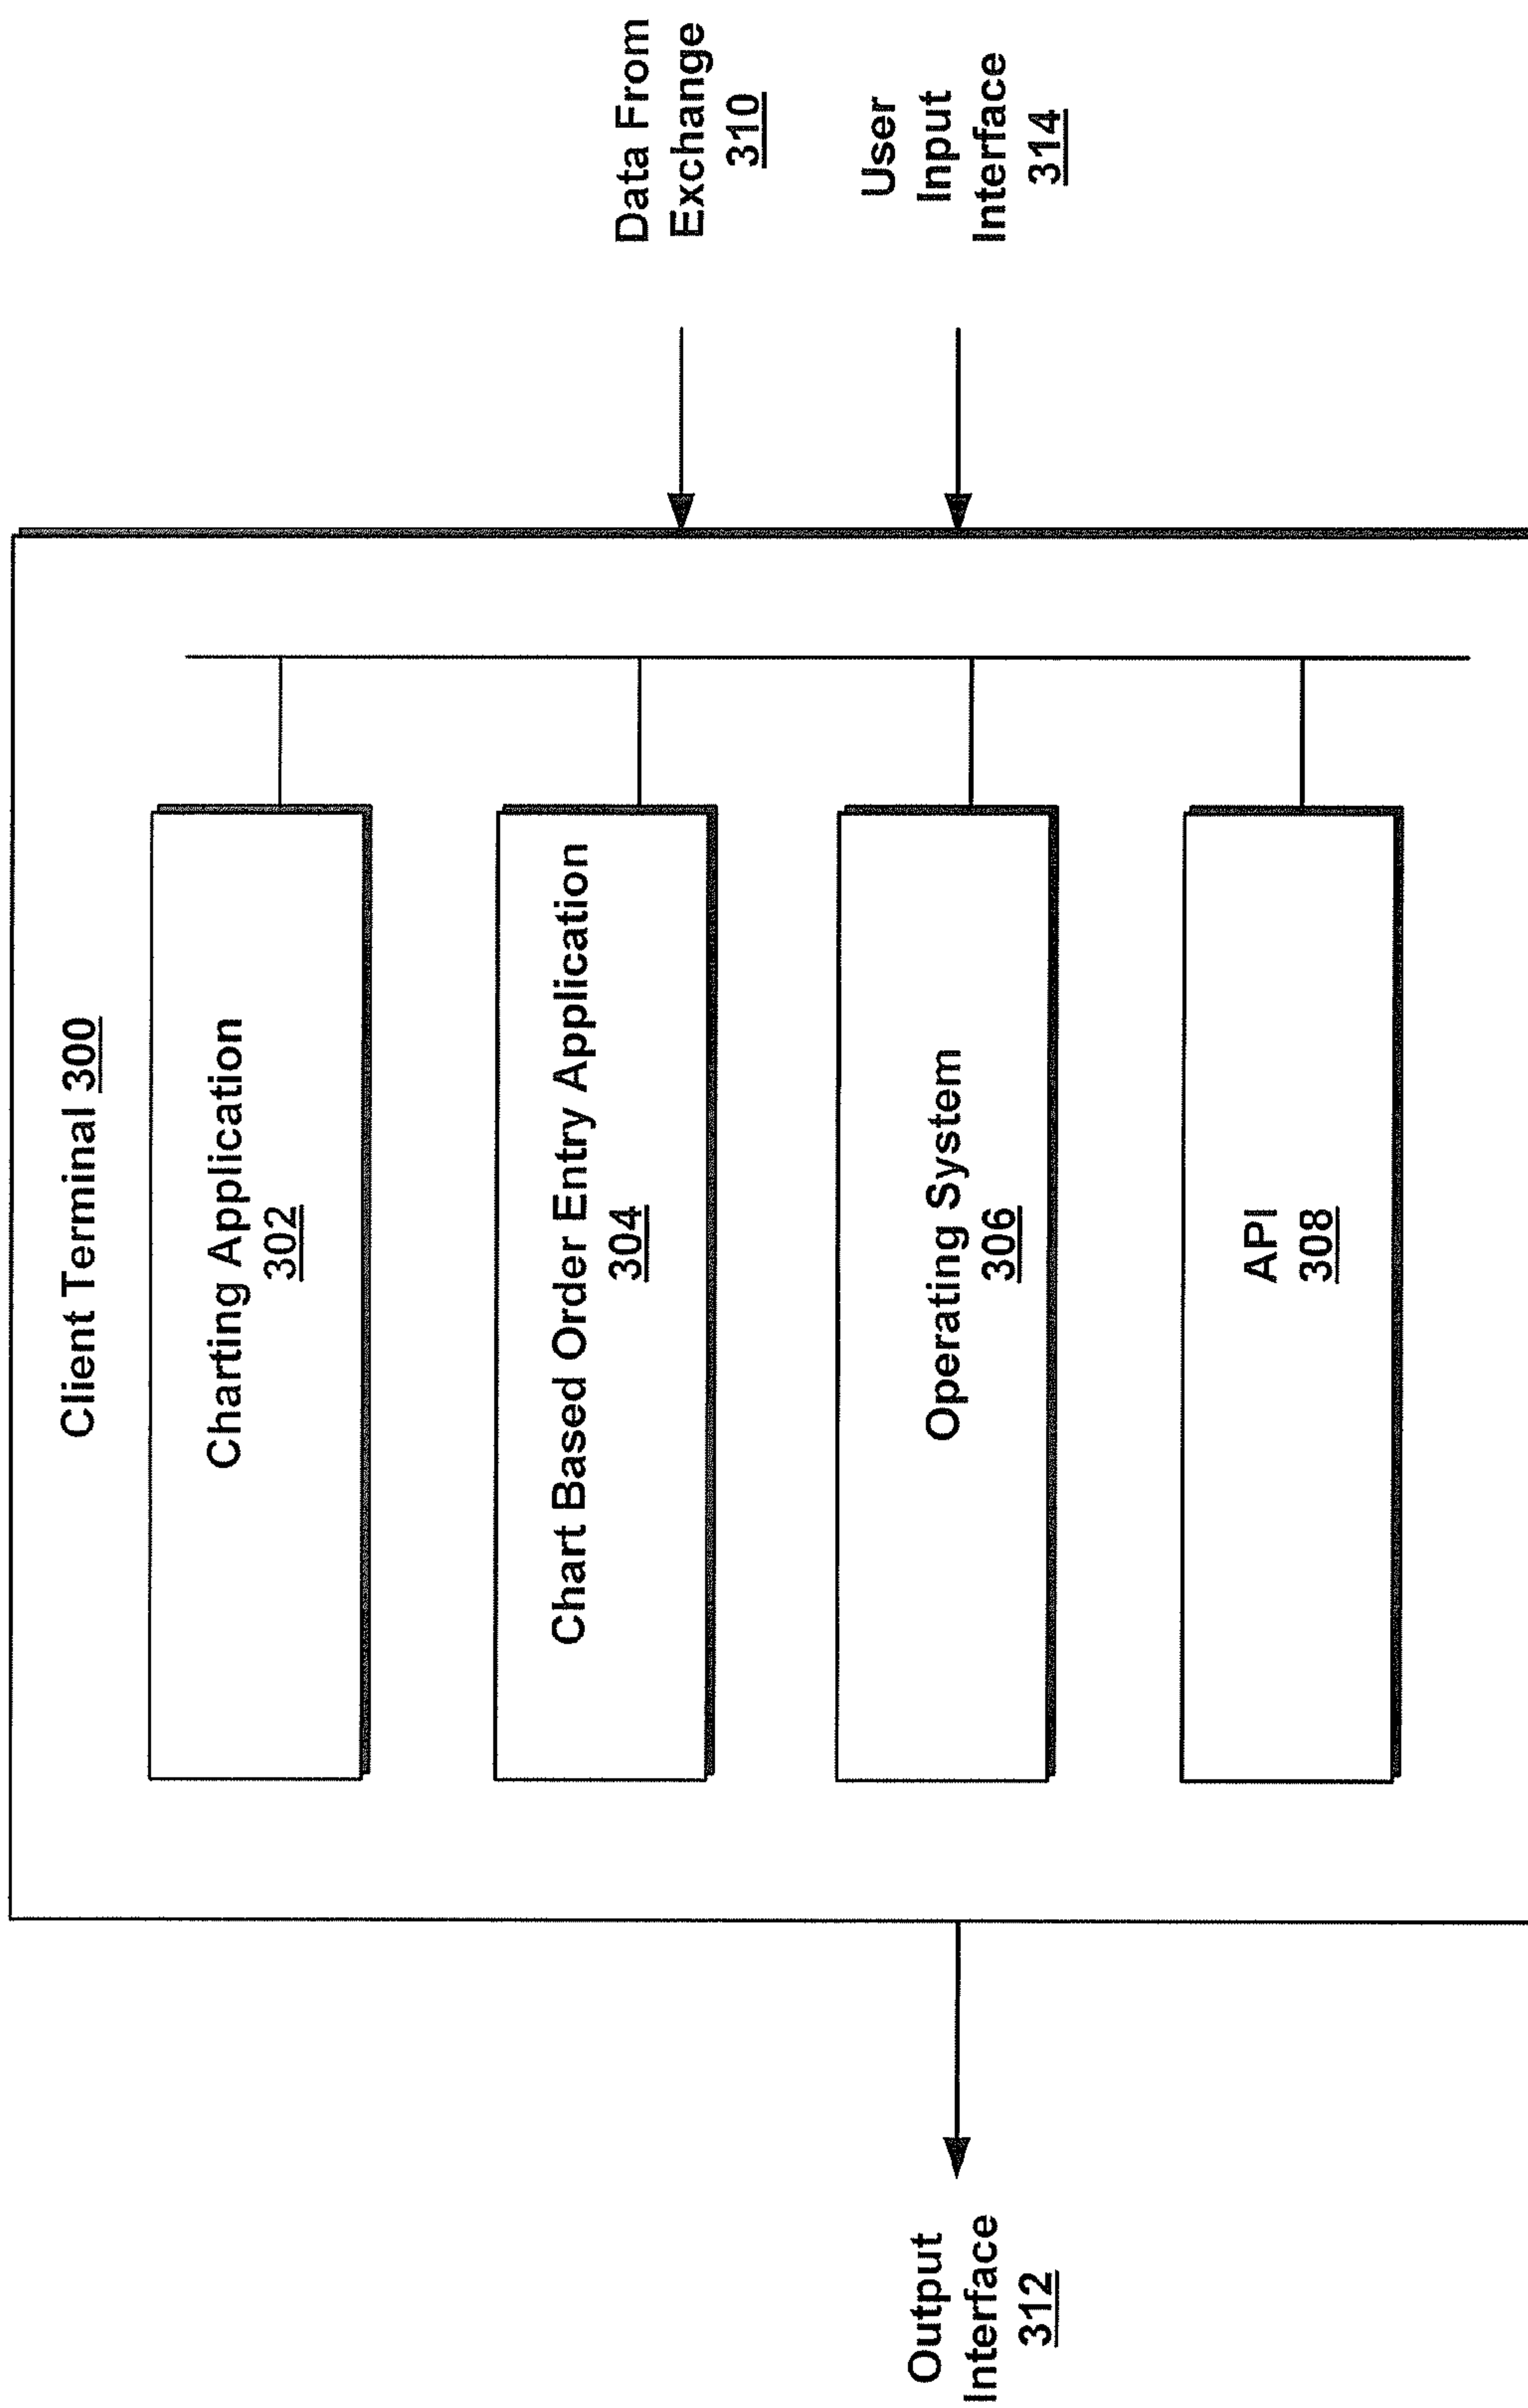 Client Terminal 300
Charting Application
302
Chart Based Order Entry Application
304
Operating System
306
API
308
Output
Interface
312
Data From
Exchange
310
User
Input
Interface
314